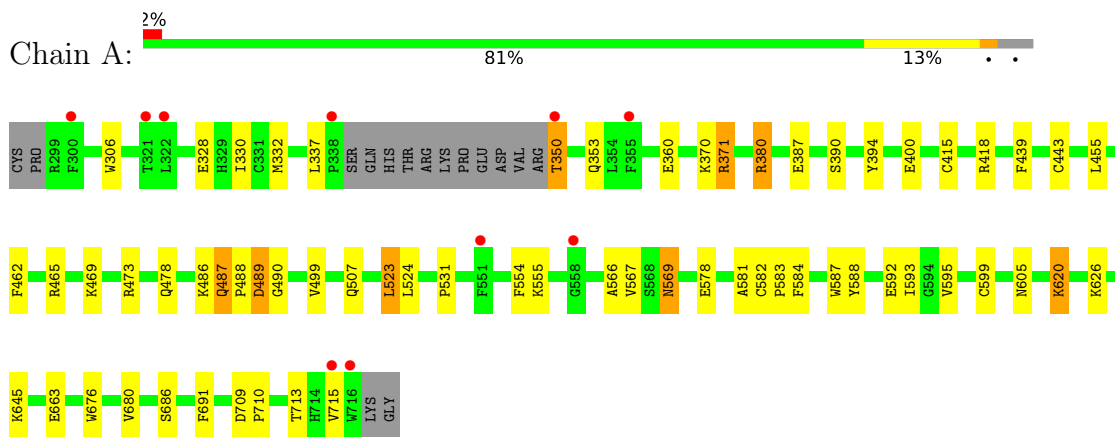 2%
Chain A:
81% 13% • •
CYS PRO R299 F300 W306 T321 L322 E328 H329 I330 C331 M332 L337 P338 SER GLN HIS THR ARG LYS PRO GLU ASP VAL ARG T350 Q353 L354 F355 E360 K370 R371 R380 E387 S390 Y394 E400 C415 R418 F439 C443 L455
F462 R465 K469 R473 Q478 K486 Q487 P488 D489 G490 V499 Q507 L523 L524 P531 F551 F554 K555 G558 A566 V567 S568 N569 E578 A581 C582 P583 F584 W587 Y588 E592 I593 G594 V595 C599 N605 K620 K626
K645 E663 W676 V680 S686 F691 D709 P710 T713 H714 V715 W716 LYS GLY